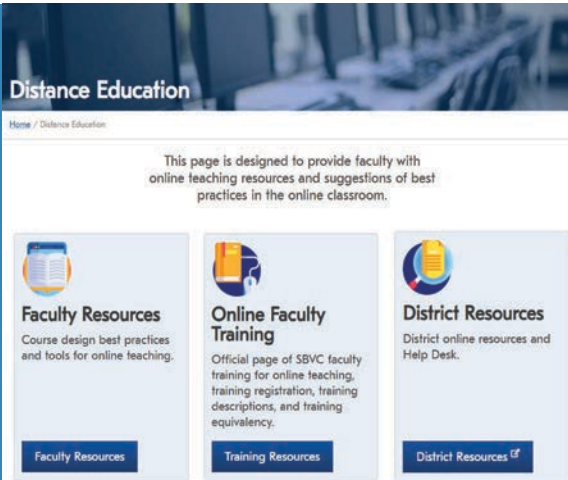 Distance Education
Home / Distance Education
This page is designed to provide faculty with
online teaching resources and suggestions of best
practices in the online classroom.
Faculty Resources
Course design best practices
and tools for online teaching.
Faculty Resources
Online Faculty
Training
Official page of SBVC faculty
training for online teaching,
training registration, training
descriptions, and training
equivalency.
Training Resources
District Resources
District online resources and
Help Desk.
District Resources